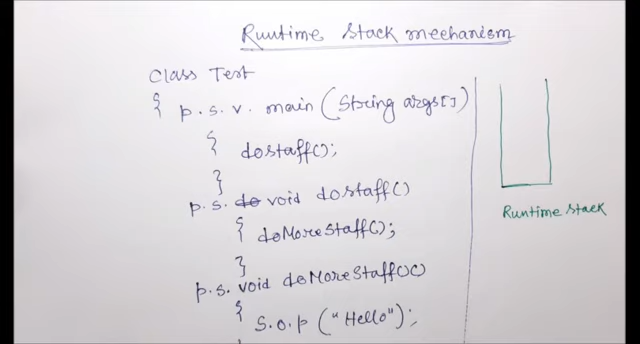 Runtime Stack mechanism
Class Test
{ p.s.v. main (String args[])
{ dostaff();
}
p.s. do void dostaff()
{ doMoreStaff();
}
p.s. void doMoreStaff()()
{ S.o.p ("Hello");
Runtime stack